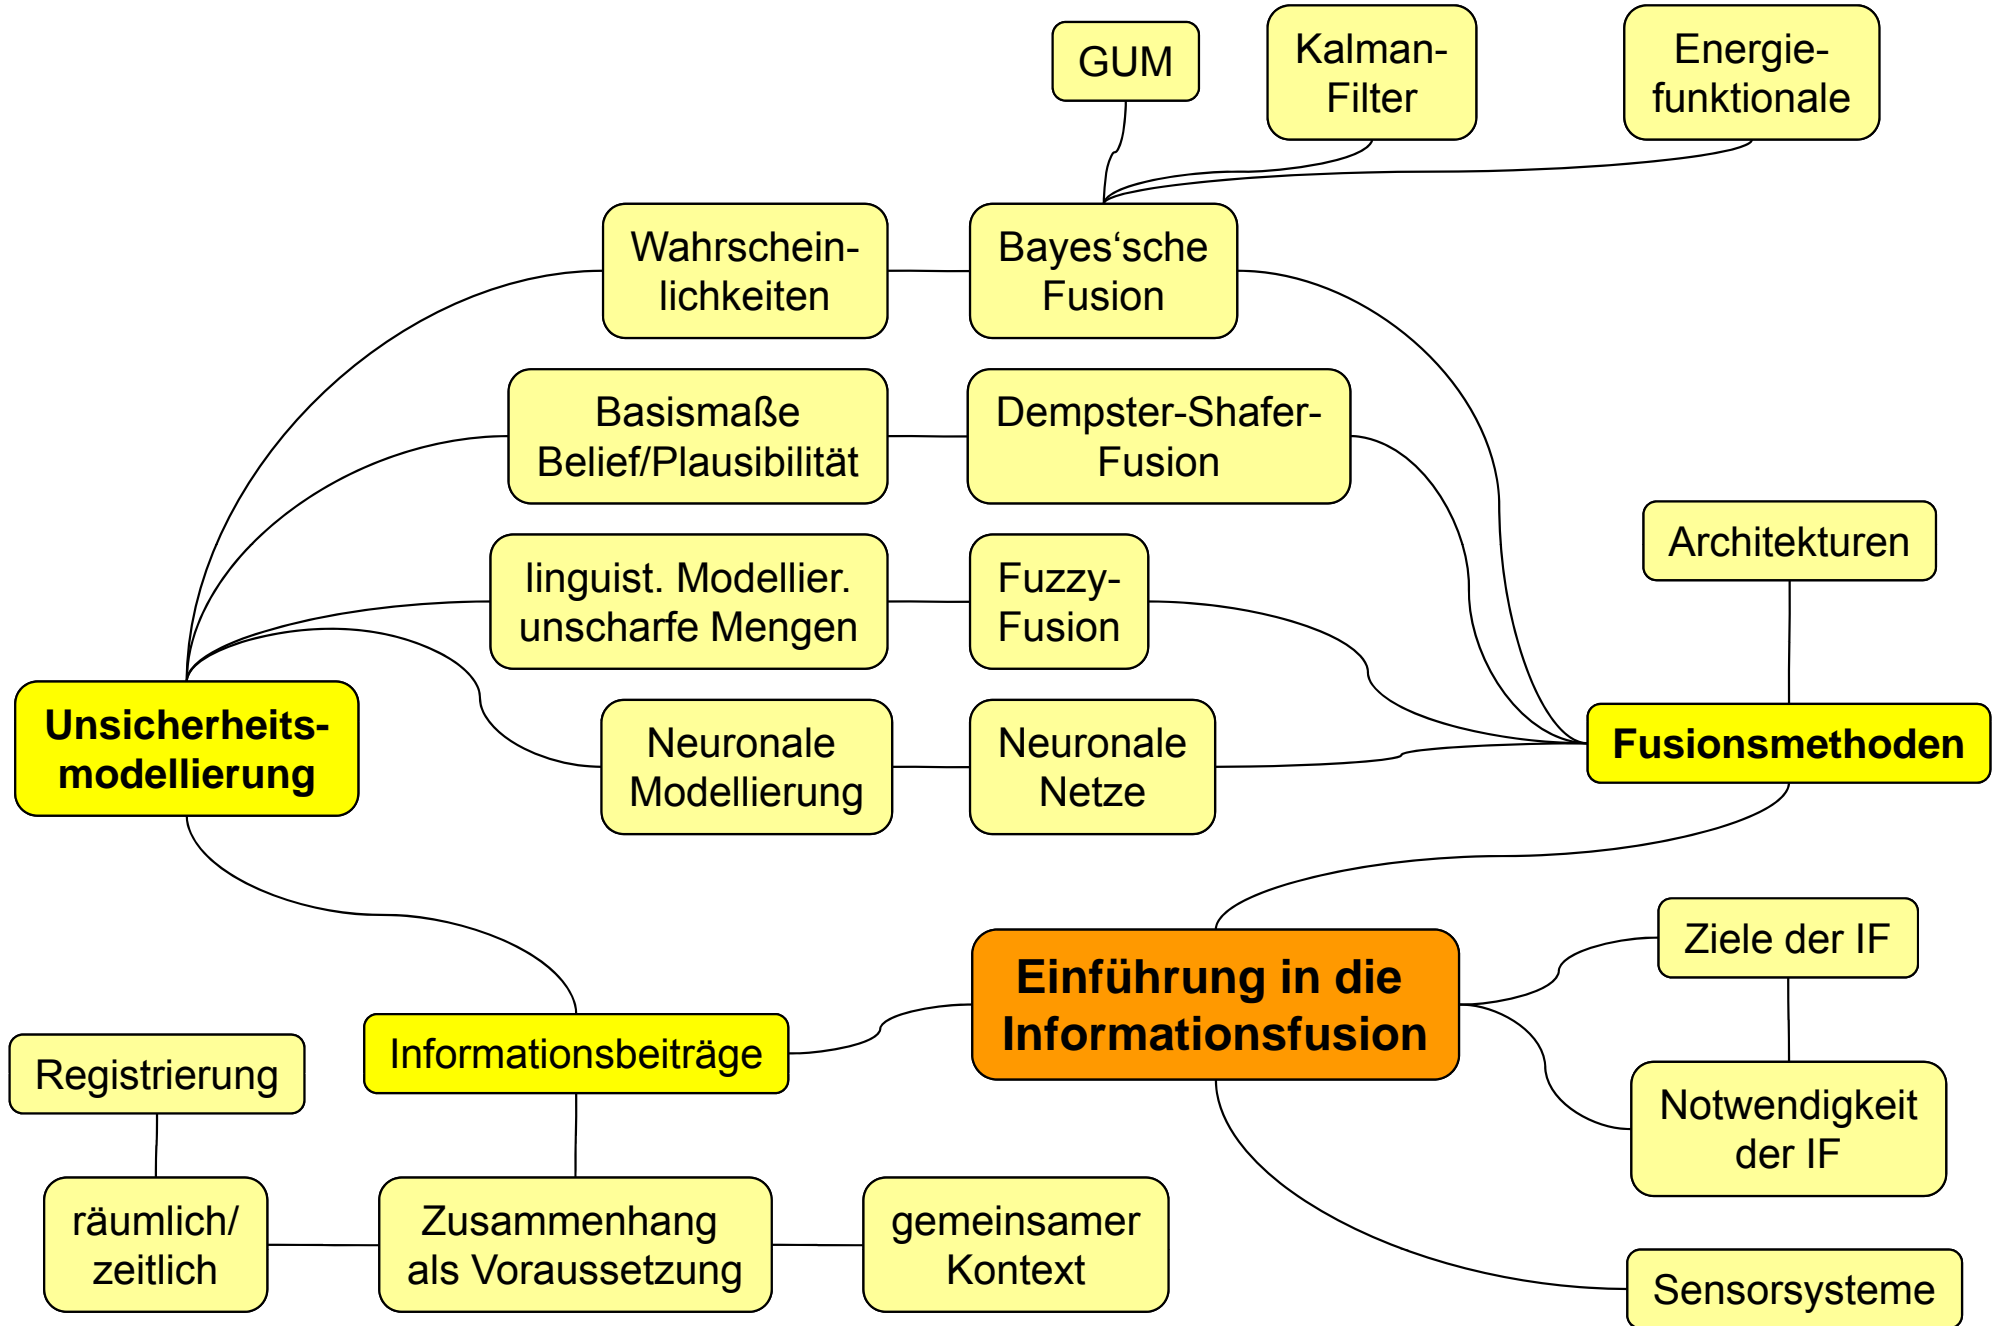 GUM
Kalman-
Filter
Energie-
funktionale
Wahrschein-
lichkeiten
Bayes‘sche
Fusion
Basismaße
Belief/Plausibilität
Dempster-Shafer-
Fusion
linguist. Modellier.
unscharfe Mengen
Fuzzy-
Fusion
Architekturen
Unsicherheits-
modellierung
Neuronale
Modellierung
Neuronale
Netze
Fusionsmethoden
Einführung in die
Informationsfusion
Ziele der IF
Registrierung
Informationsbeiträge
Notwendigkeit
der IF
räumlich/
zeitlich
Zusammenhang
als Voraussetzung
gemeinsamer
Kontext
Sensorsysteme